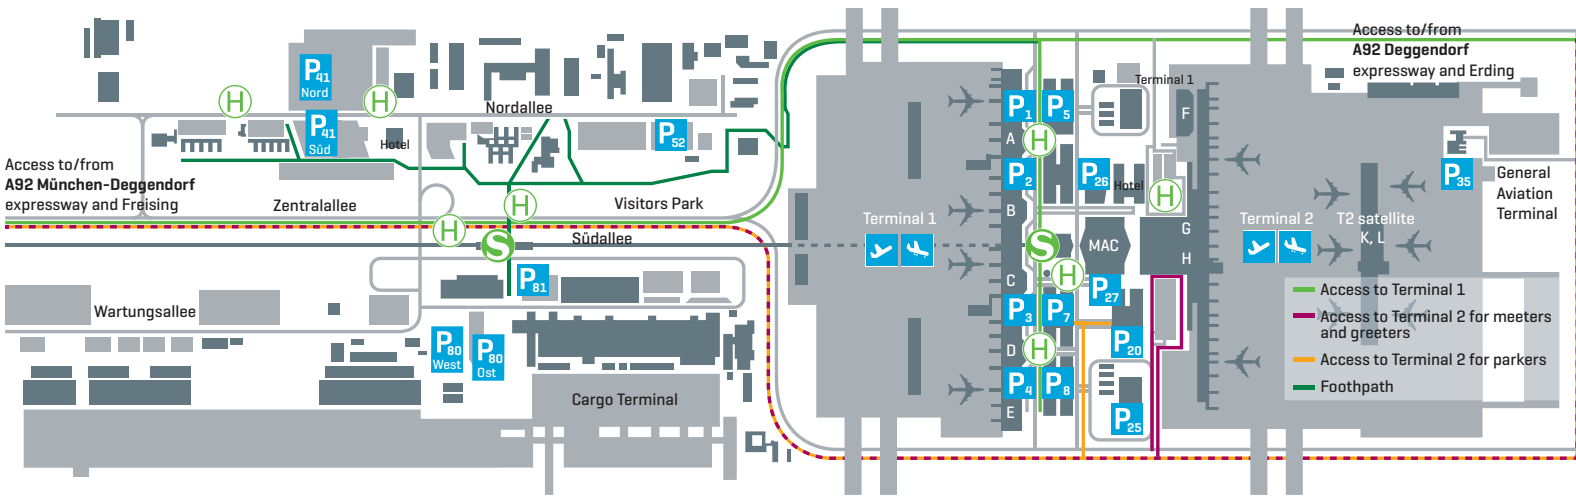 Access to/from
A92 Deggendorf
expressway and Erding
P41
Nord
H
H
P41
Süd
Hotel
Nordallee
P52
Terminal 1
P1
P5
A
H
F
P2
P26
Hotel
H
B
P35
General
Aviation
Terminal
Access to/from
A92 München-Deggendorf
expressway and Freising
Zentralallee
H
Visitors Park
H
S
Südallee
Terminal 1
S
MAC
G
H
Terminal 2
T2 satellite
K, L
P81
C
H
P27
Wartungsallee
P3
P7
P80
West
P80
Ost
D
H
P20
P4
P8
E
P25
Cargo Terminal
Access to Terminal 1
Access to Terminal 2 for meeters
and greeters
Access to Terminal 2 for parkers
Foothpath